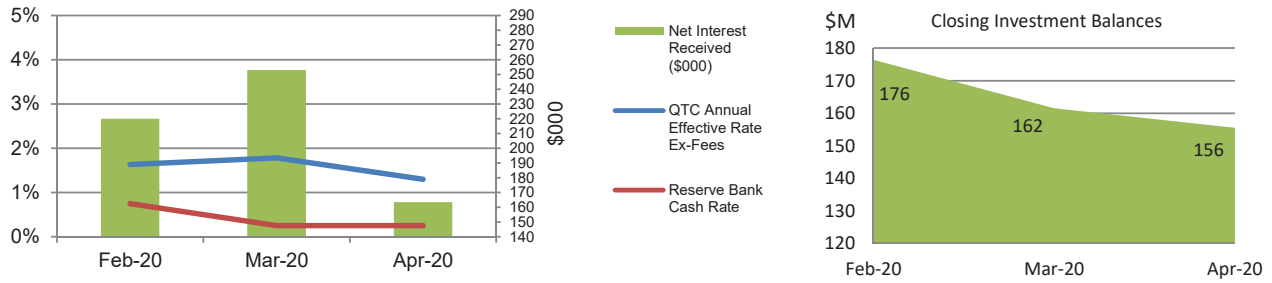 5%
4%
3%
2%
1%
0%
Feb-20
Mar-20
Apr-20
290
280
270
260
250
240
230
220
210
200
190
180
170
160
150
140
$000
Net Interest
Received
($000)
QTC Annual
Effective Rate
Ex-Fees
Reserve Bank
Cash Rate
$M
Closing Investment Balances
180
170
160
150
140
130
120
176
162
156
Feb-20
Mar-20
Apr-20